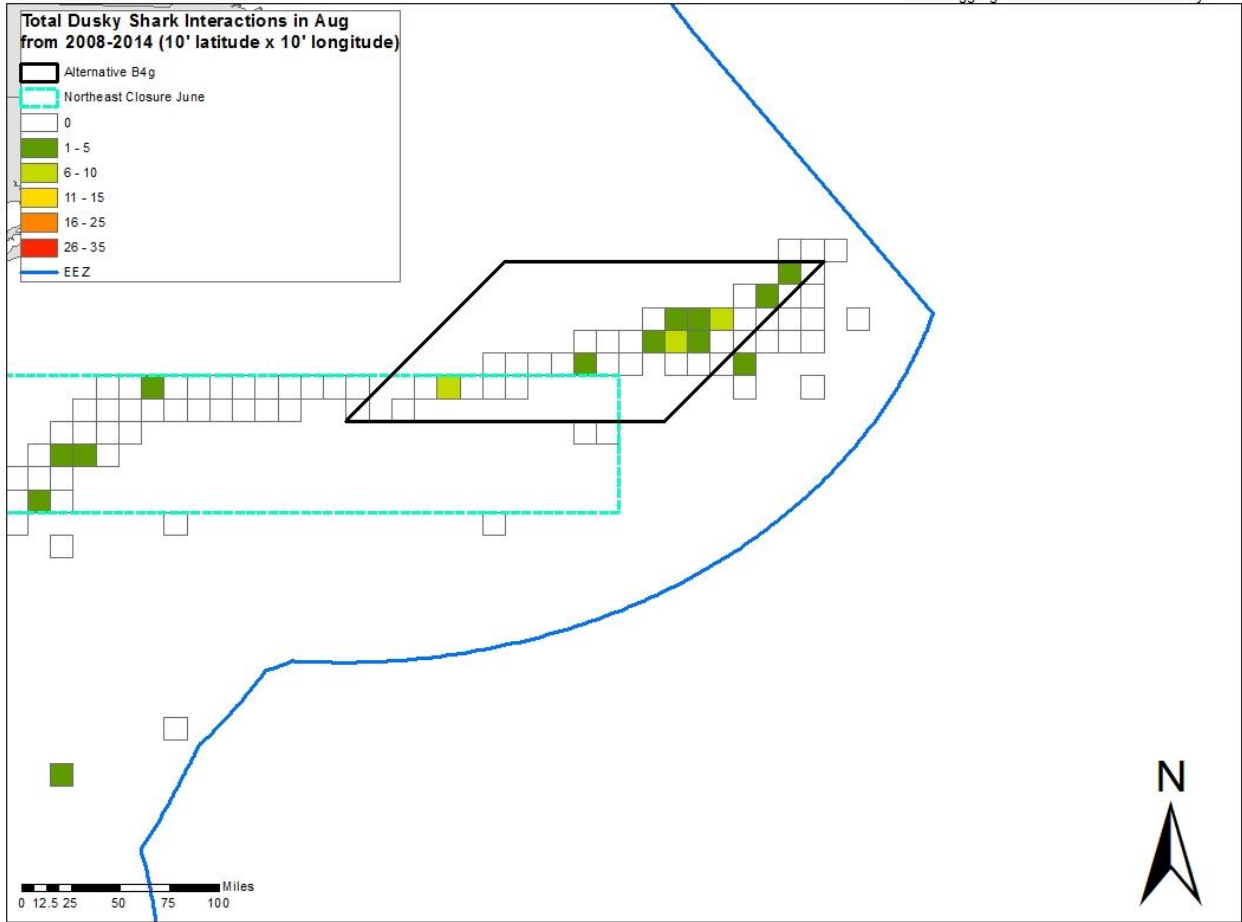 Total Dusky Shark Interactions in Aug
from 2008-2014 (10' latitude x 10' longitude)
Alternative B4g
Northeast Closure June
0
1 - 5
6 - 10
11 - 15
16 - 25
26 - 35
EEZ
N
Miles
0 12.5 25 50 75 100